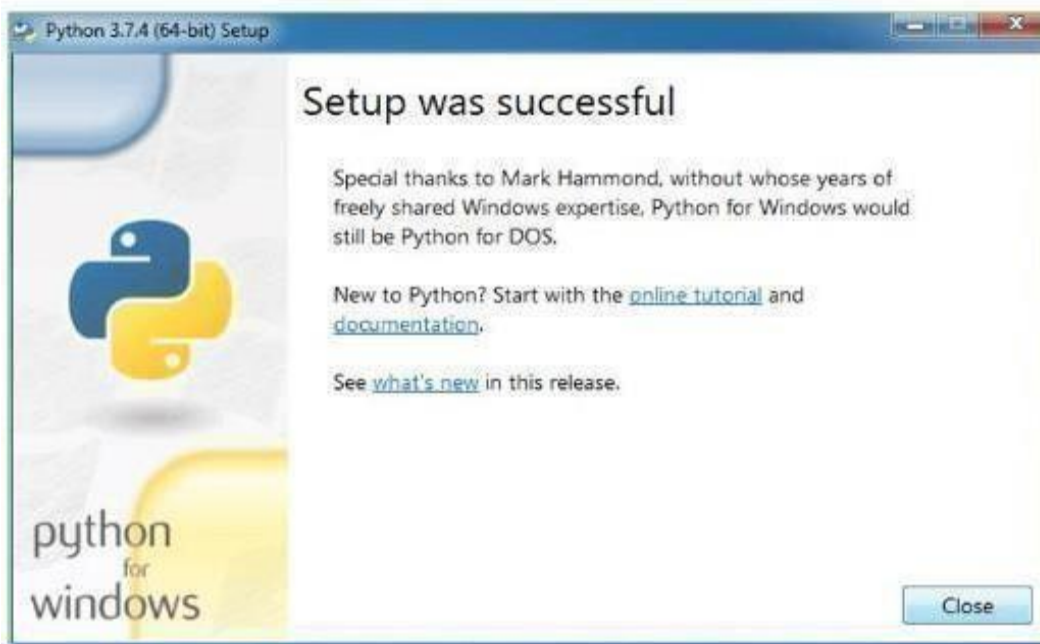 Python 3.7.4 (64-bit) Setup
Setup was successful
Special thanks to Mark Hammond, without whose years of
freely shared Windows expertise, Python for Windows would
still be Python for DOS.
New to Python? Start with the online tutorial and
documentation.
See what's new in this release.
python
for
windows
Close